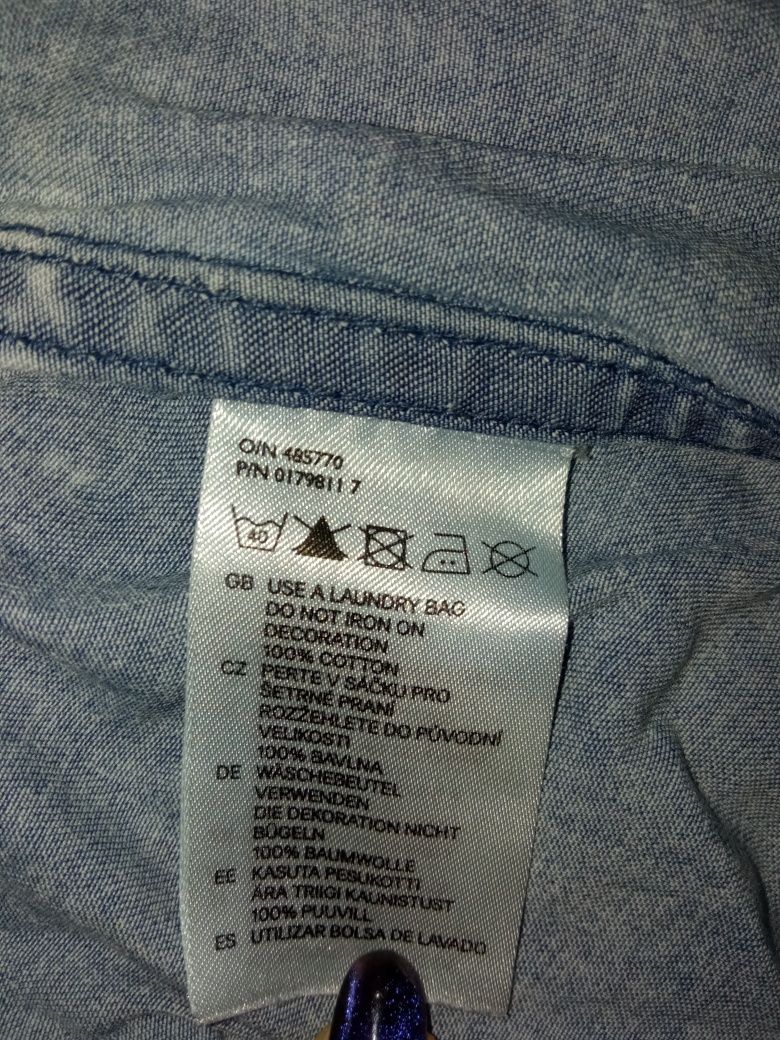 O/N 485770
P/N 0179811 7
40
GB USE A LAUNDRY BAG
DO NOT IRON ON
DECORATION
100% COTTON
CZ PERTE V SÁČKU PRO
ŠETRNÉ PRANÍ
ROZŽEHLETE DO PŮVODNÍ
VELIKOSTI
100% BAVLNA
DE WÄSCHEBEUTEL
VERWENDEN
DIE DEKORATION NICHT
BÜGELN
100% BAUMWOLLE
EE KASUTA PESUKOTTI
ÄRA TRIIGI KAUNISTUST
100% PUUVILL
ES UTILIZAR BOLSA DE LAVADO